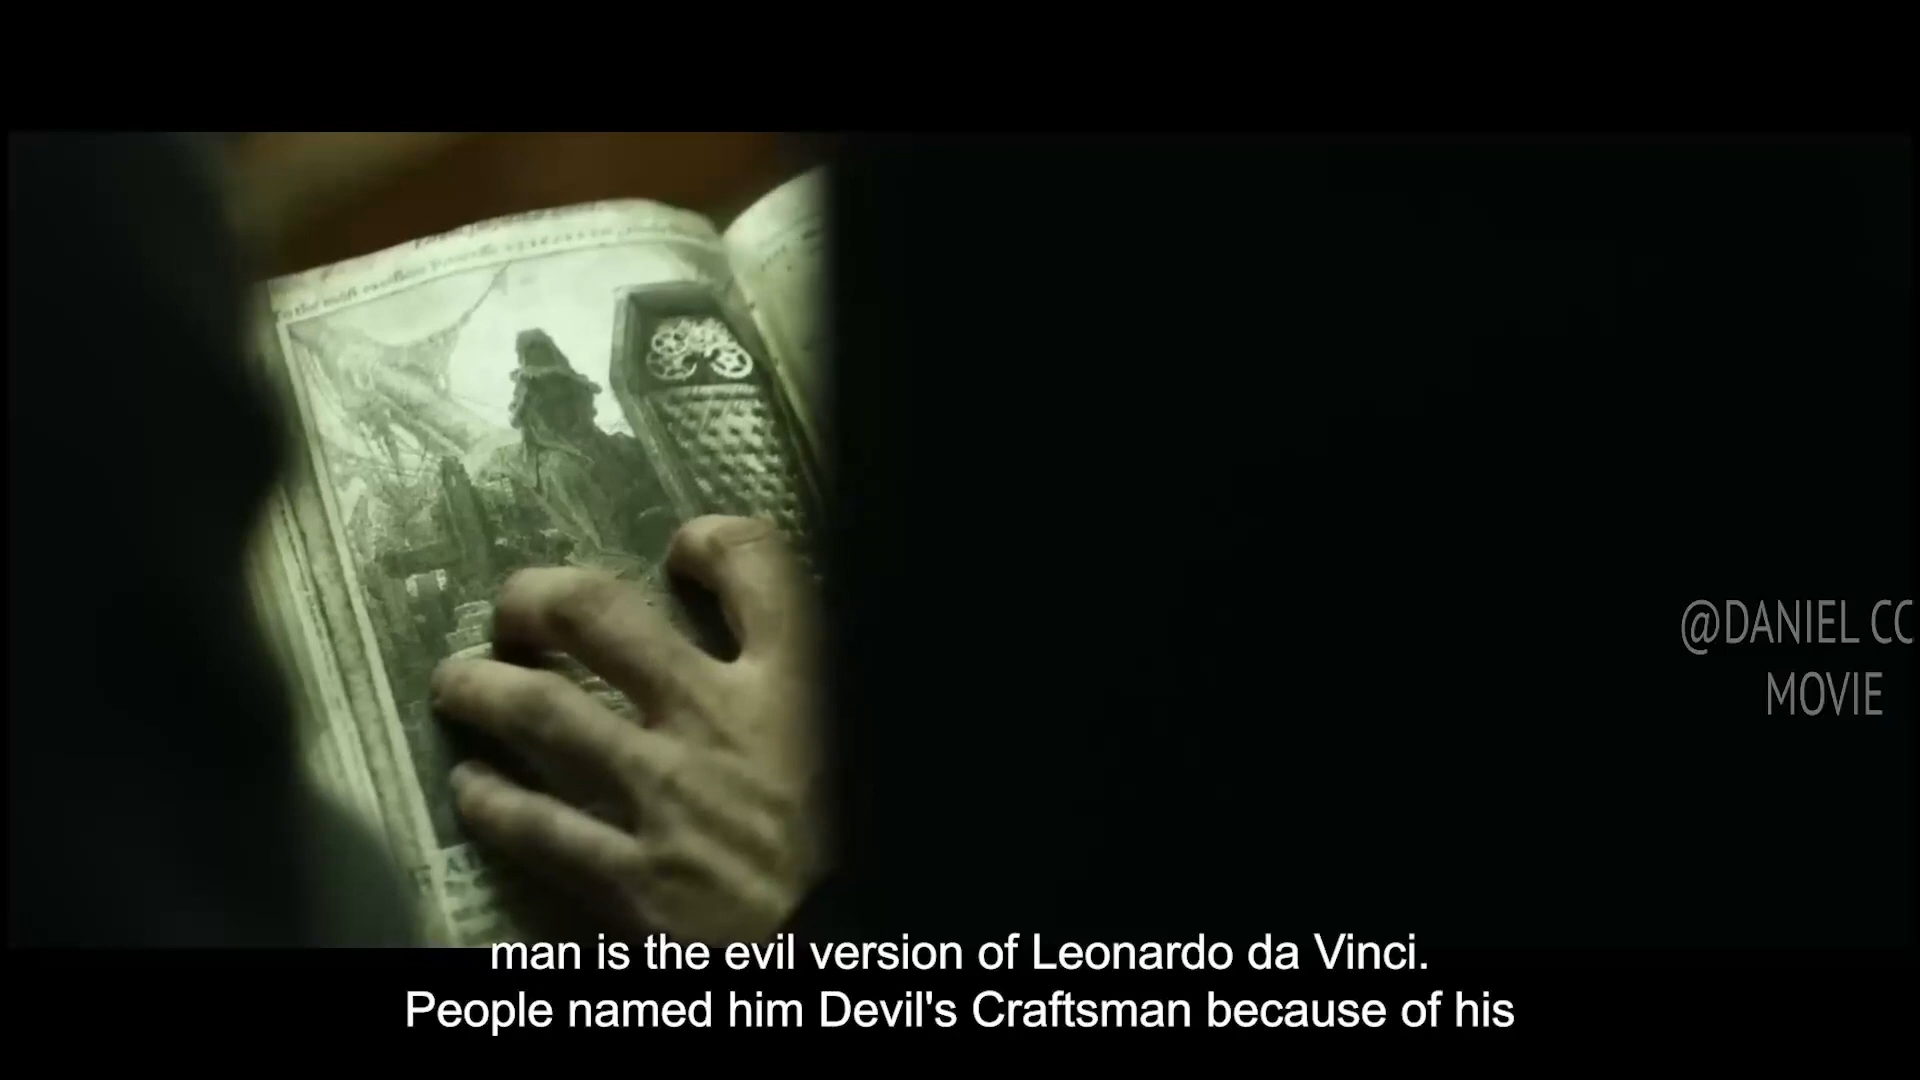 @DANIEL CC
MOVIE
man is the evil version of Leonardo da Vinci.
People named him Devil's Craftsman because of his